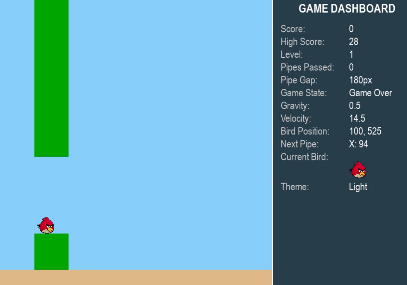 GAME DASHBOARD
Score: 0
High Score: 28
Level: 1
Pipes Passed: 0
Pipe Gap: 180px
Game State: Game Over
Gravity: 0.5
Velocity: 14.5
Bird Position: 100, 525
Next Pipe: X: 94
Current Bird:
Theme: Light